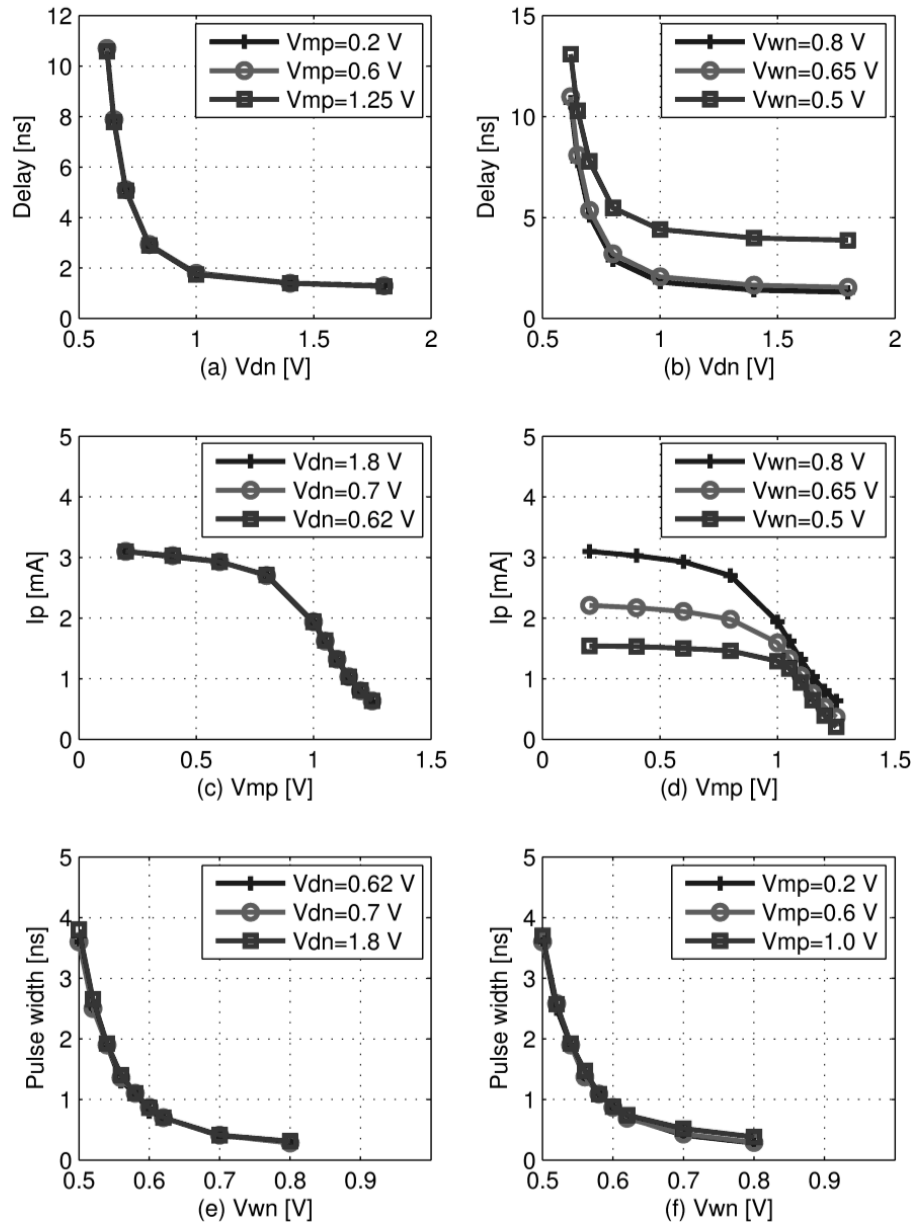 12
10
8
6
4
2
0
Delay [ns]
Vmp=0.2 V
Vmp=0.6 V
Vmp=1.25 V
0.5
1
1.5
2
(a) Vdn [V]
15
10
5
0
Delay [ns]
Vwn=0.8 V
Vwn=0.65 V
Vwn=0.5 V
0.5
1
1.5
2
(b) Vdn [V]
5
4
3
2
1
0
Ip [mA]
Vdn=1.8 V
Vdn=0.7 V
Vdn=0.62 V
0
0.5
1
1.5
(c) Vmp [V]
5
4
3
2
1
0
Ip [mA]
Vwn=0.8 V
Vwn=0.65 V
Vwn=0.5 V
0
0.5
1
1.5
(d) Vmp [V]
5
4
3
2
1
0
Pulse width [ns]
Vdn=0.62 V
Vdn=0.7 V
Vdn=1.8 V
0.5
0.6
0.7
0.8
0.9
(e) Vwn [V]
5
4
3
2
1
0
Pulse width [ns]
Vmp=0.2 V
Vmp=0.6 V
Vmp=1.0 V
0.5
0.6
0.7
0.8
0.9
(f) Vwn [V]